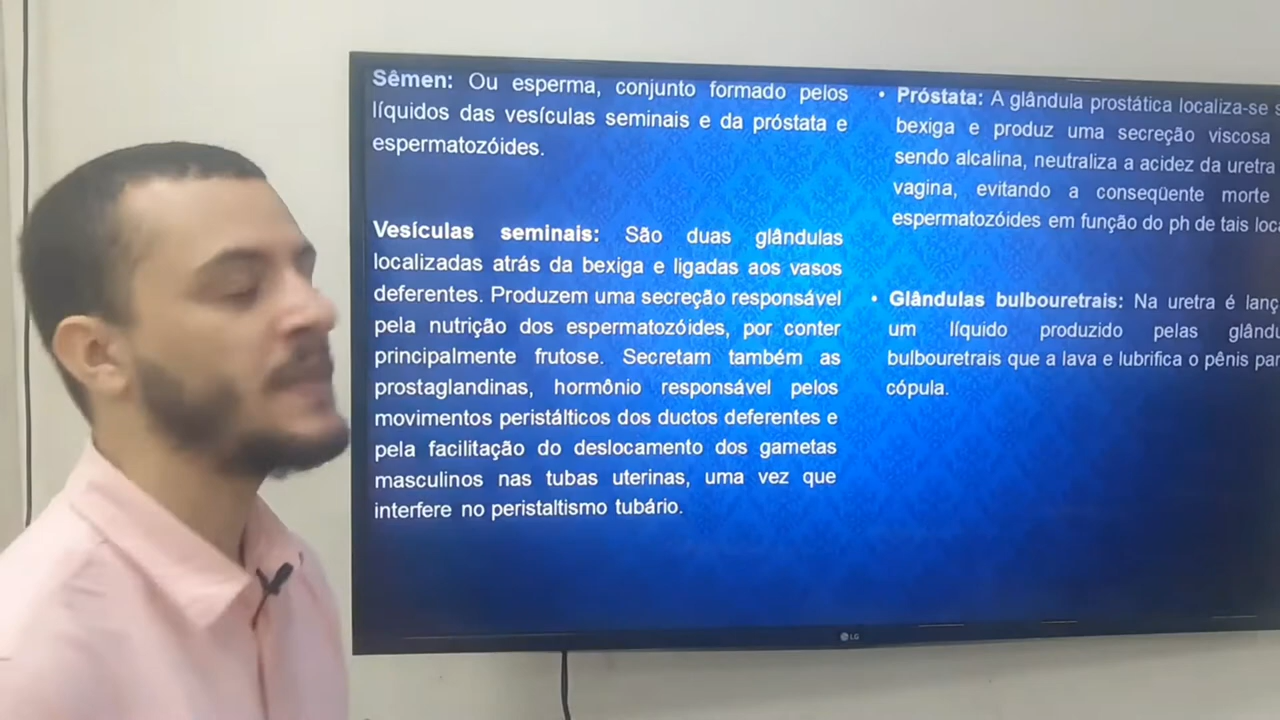 Sêmen: Ou esperma, conjunto formado pelos
líquidos das vesículas seminais e da próstata e
espermatozóides.
Vesículas seminais: São duas glândulas
localizadas atrás da bexiga e ligadas aos vasos
deferentes. Produzem uma secreção responsável
pela nutrição dos espermatozóides, por conter
principalmente frutose. Secretam também as
prostaglandinas, hormônio responsável pelos
movimentos peristálticos dos ductos deferentes e
pela facilitação do deslocamento dos gametas
masculinos nas tubas uterinas, uma vez que
interfere no peristaltismo tubário.
• Próstata: A glândula prostática localiza-se
bexiga e produz uma secreção viscosa
sendo alcalina, neutraliza a acidez da uretra
vagina, evitando a conseqüente morte
espermatozóides em função do ph de tais
• Glândulas bulbouretrais: Na uretra é
um líquido produzido pelas
bulbouretrais que a lava e lubrifica o pênis
cópula.
LG